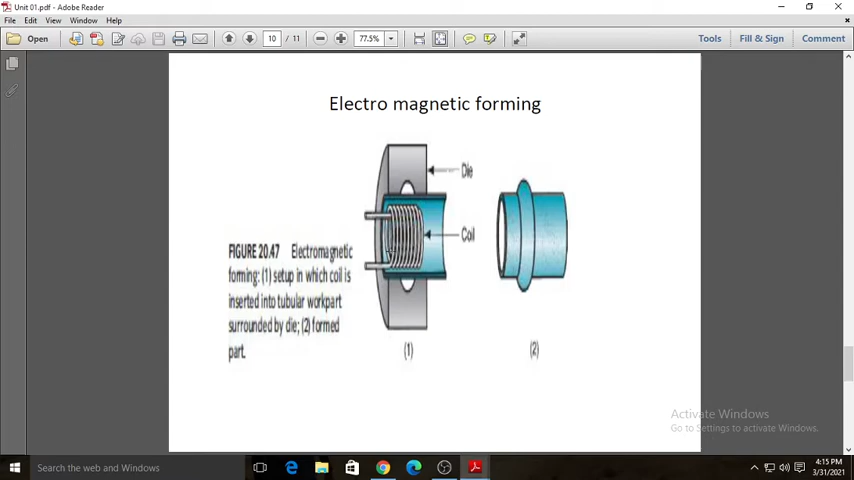 Unit 01.pdf - Adobe Reader
File Edit View Window Help
Open 10 / 11 77.5% Tools Fill & Sign Comment
Electro magnetic forming
Die
Coil
FIGURE 20.47 Electromagnetic
forming: (1) setup in which coil is
inserted into tubular workpart
surrounded by die; (2) formed
part.
(1) (2)
Activate Windows
Go to Settings to activate Windows.
Search the web and Windows
4:15 PM
3/31/2021